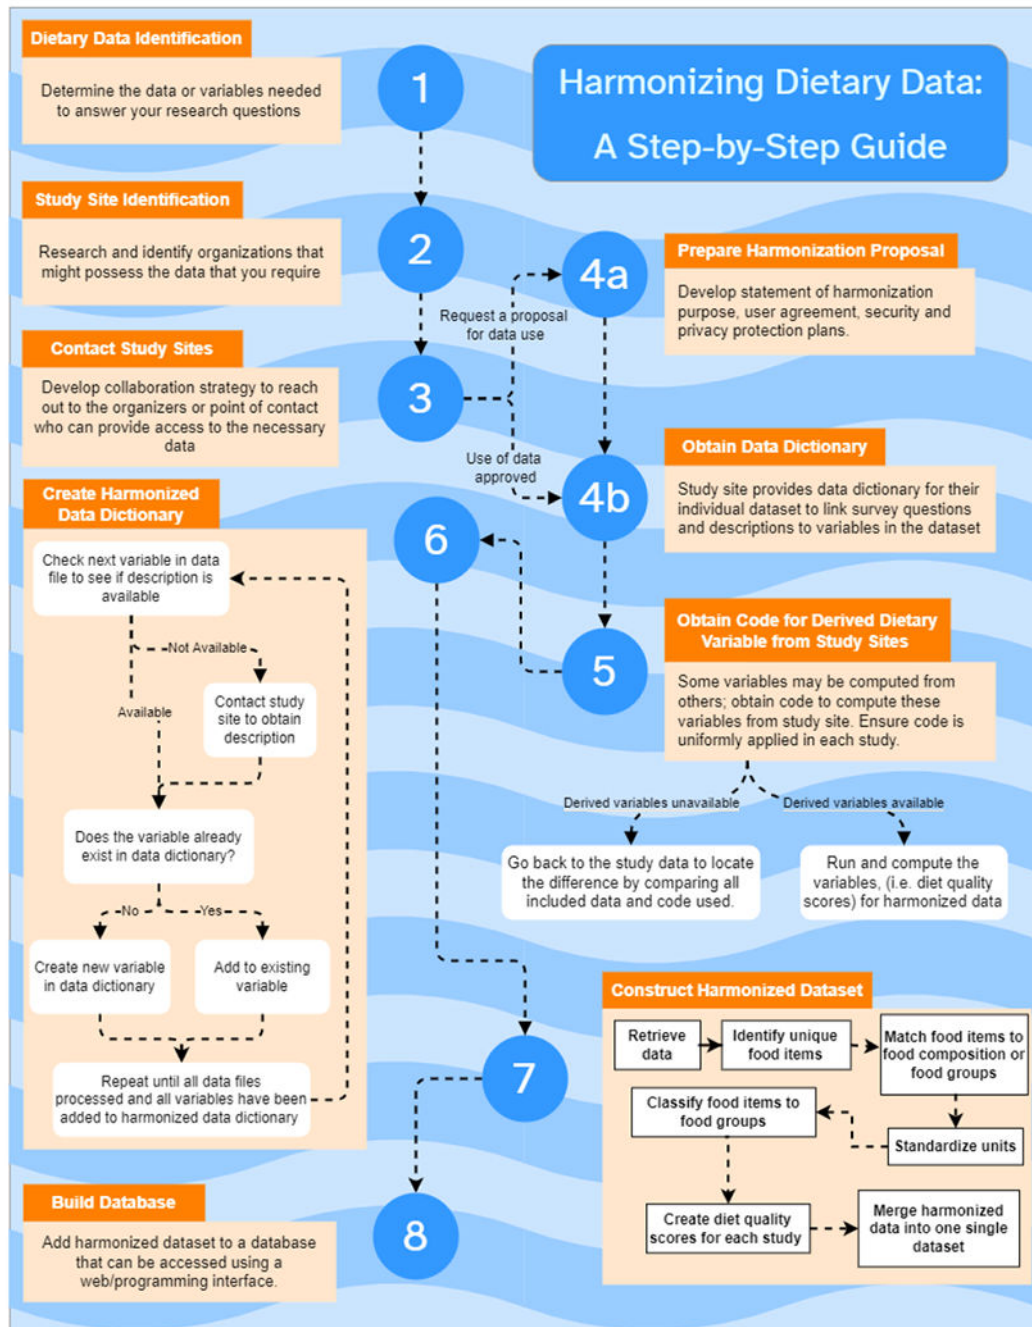 Harmonizing Dietary Data:
A Step-by-Step Guide
Dietary Data Identification
Determine the data or variables needed
to answer your research questions
1
Study Site Identification
Research and identify organizations that
might possess the data that you require
2
Contact Study Sites
Develop collaboration strategy to reach
out to the organizers or point of contact
who can provide access to the necessary
data
3
Request a proposal
for data use
Use of data
approved
4a
Prepare Harmonization Proposal
Develop statement of harmonization
purpose, user agreement, security and
privacy protection plans.
4b
Obtain Data Dictionary
Study site provides data dictionary for their
individual dataset to link survey questions
and descriptions to variables in the dataset
5
Obtain Code for Derived Dietary
Variable from Study Sites
Some variables may be computed from
others; obtain code to compute these
variables from study site. Ensure code is
uniformly applied in each study.
Derived variables unavailable
Derived variables available
Go back to the study data to locate
the difference by comparing all
included data and code used.
Run and compute the
variables, (i.e. diet quality
scores) for harmonized data
6
Create Harmonized
Data Dictionary
Check next variable in data
file to see if description is
available
Not Available
Available
Contact study
site to obtain
description
Does the variable already
exist in data dictionary?
No
Yes
Create new variable
in data dictionary
Add to existing
variable
Repeat until all data files
processed and all variables have been
added to harmonized data dictionary
7
Construct Harmonized Dataset
Retrieve
data
Identify unique
food items
Match food items to
food composition or
food groups
Standardize units
Classify food items to
food groups
Create diet quality
scores for each study
Merge harmonized
data into one single
dataset
8
Build Database
Add harmonized dataset to a database
that can be accessed using a
web/programming interface.